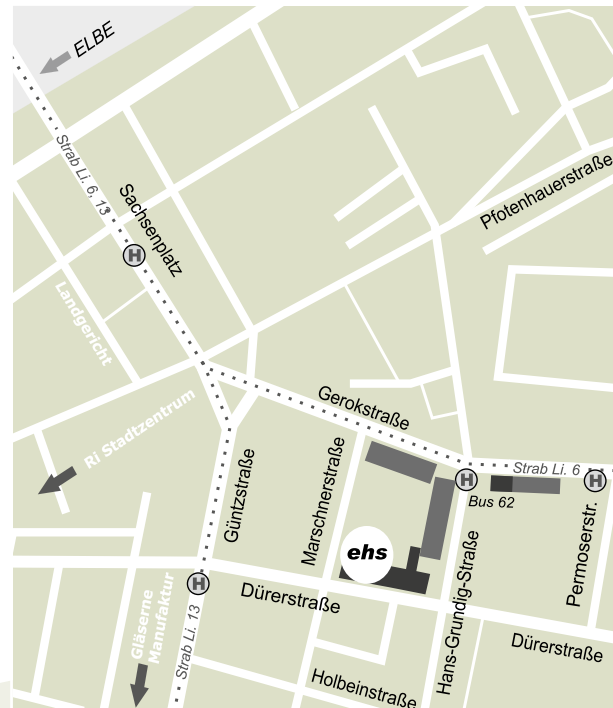 ELBE
Strab Li. 6, 13
Sachsenplatz
H
Pfotenhauerstraße
Landgericht
Gerokstraße
Ri Stadtzentrum
Strab Li. 6
H
H
Bus 62
Güntzstraße
Marschnerstraße
ehs
Permoserstr.
H
Dürerstraße
Hans-Grundig-Straße
Gläserne
Manufaktur
Strab Li. 13
Dürerstraße
Holbeinstraße